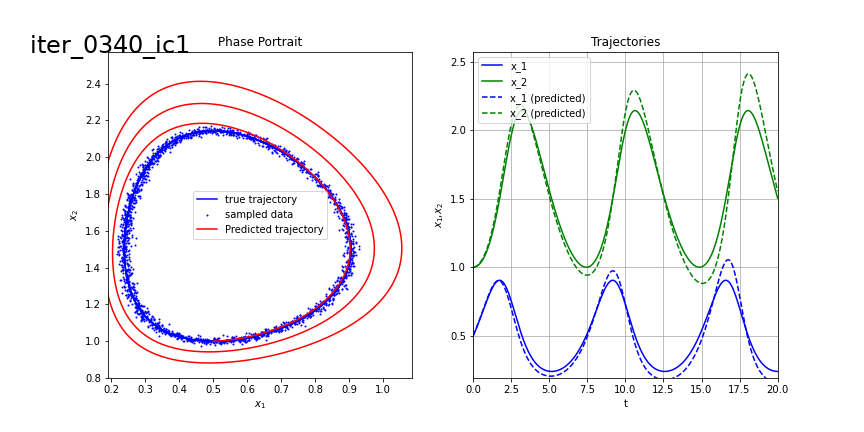 iter_0340_ic1
Phase Portrait
x₂
2.4
2.2
2.0
1.8
1.6
1.4
1.2
1.0
0.8
true trajectory
sampled data
Predicted trajectory
0.2 0.3 0.4 0.5 0.6 0.7 0.8 0.9 1.0
x₁
Trajectories
x₁,x₂
2.5
2.0
1.5
1.0
0.5
x_1
x_2
x_1 (predicted)
x_2 (predicted)
0.0 2.5 5.0 7.5 10.0 12.5 15.0 17.5 20.0
t